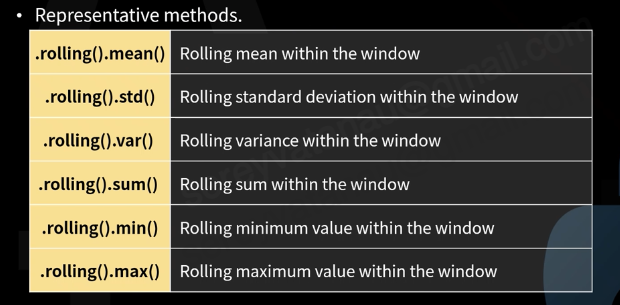 • Representative methods.
.rolling().mean() Rolling mean within the window
.rolling().std() Rolling standard deviation within the window
.rolling().var() Rolling variance within the window
.rolling().sum() Rolling sum within the window
.rolling().min() Rolling minimum value within the window
.rolling().max() Rolling maximum value within the window